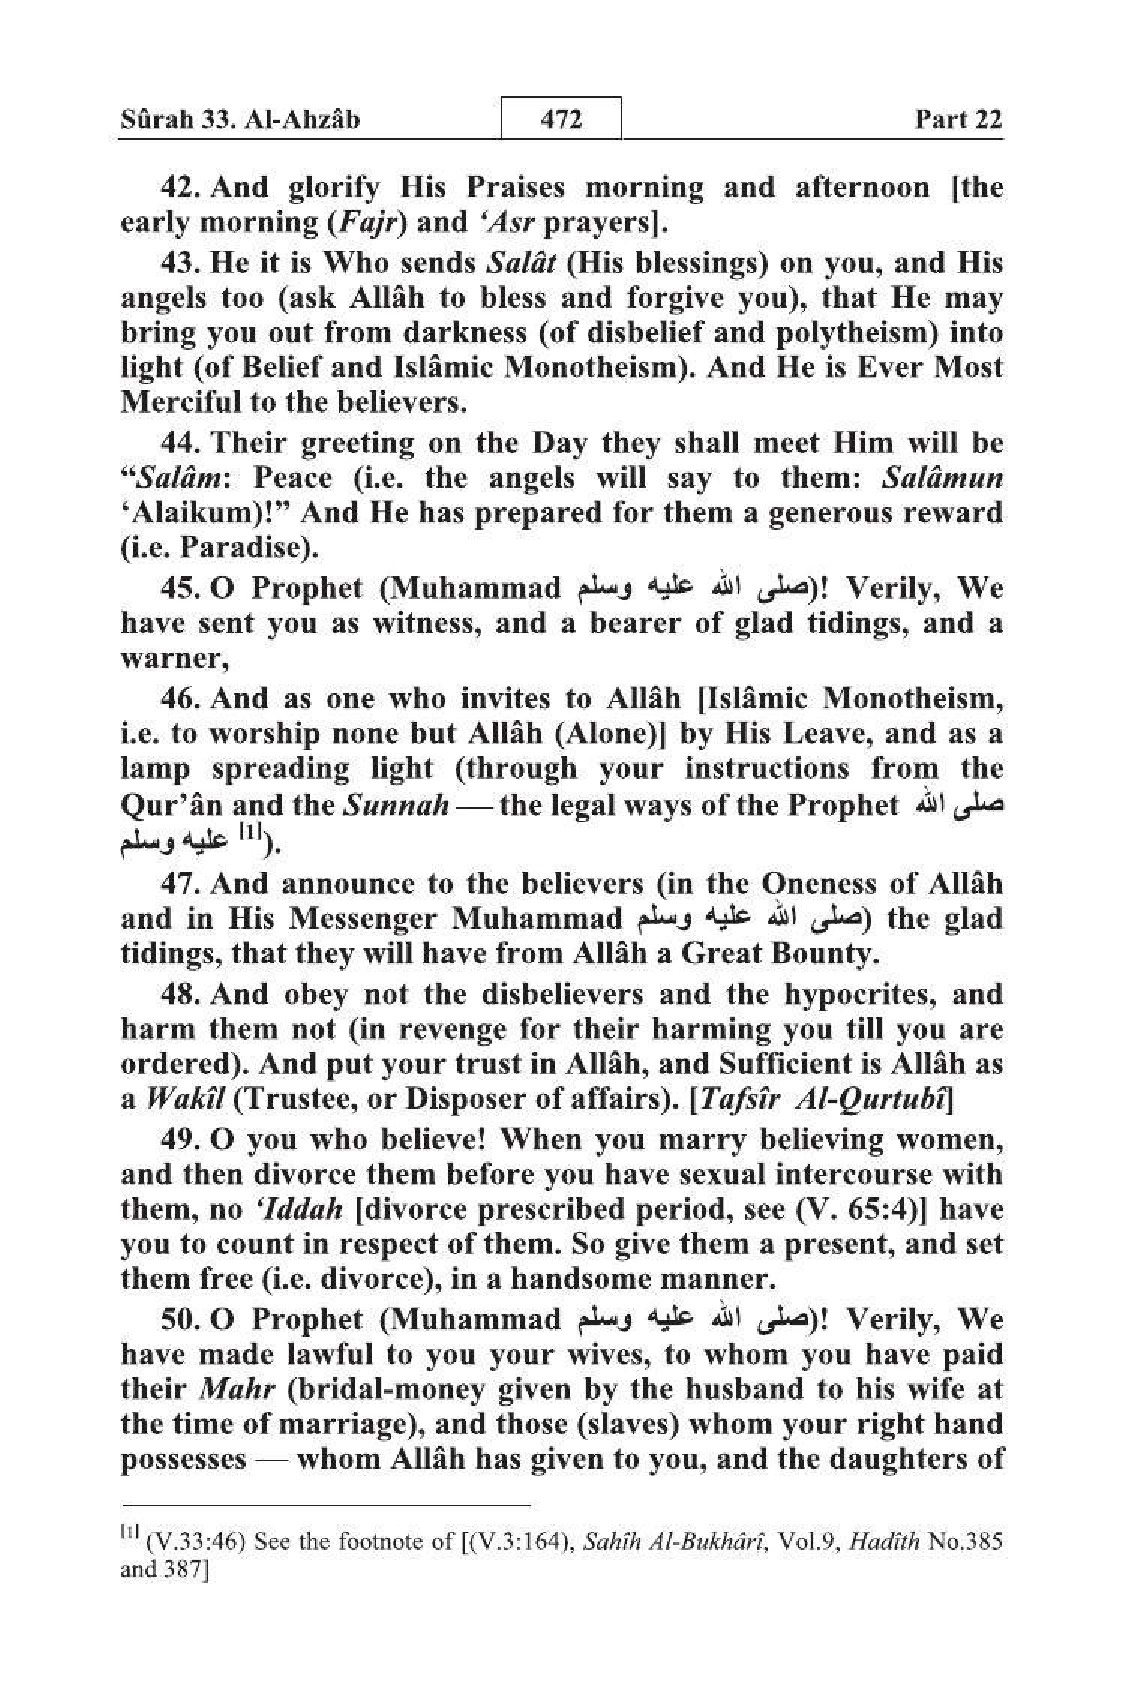 Sûrah 33. Al-Ahzâb 472 Part 22
42. And glorify His Praises morning and afternoon [the
early morning (Fajr) and ‘Asr prayers].
43. He it is Who sends Salât (His blessings) on you, and His
angels too (ask Allâh to bless and forgive you), that He may
bring you out from darkness (of disbelief and polytheism) into
light (of Belief and Islâmic Monotheism). And He is Ever Most
Merciful to the believers.
44. Their greeting on the Day they shall meet Him will be
“Salâm: Peace (i.e. the angels will say to them: Salâmun
‘Alaikum)!” And He has prepared for them a generous reward
(i.e. Paradise).
45. O Prophet (Muhammad صلى الله عليه وسلم)! Verily, We
have sent you as witness, and a bearer of glad tidings, and a
warner,
46. And as one who invites to Allâh [Islâmic Monotheism,
i.e. to worship none but Allâh (Alone)] by His Leave, and as a
lamp spreading light (through your instructions from the
Qur’ân and the Sunnah — the legal ways of the Prophet صلى الله
عليه وسلم [1]).
47. And announce to the believers (in the Oneness of Allâh
and in His Messenger Muhammad صلى الله عليه وسلم) the glad
tidings, that they will have from Allâh a Great Bounty.
48. And obey not the disbelievers and the hypocrites, and
harm them not (in revenge for their harming you till you are
ordered). And put your trust in Allâh, and Sufficient is Allâh as
a Wakîl (Trustee, or Disposer of affairs). [Tafsîr Al-Qurtubî]
49. O you who believe! When you marry believing women,
and then divorce them before you have sexual intercourse with
them, no ‘Iddah [divorce prescribed period, see (V. 65:4)] have
you to count in respect of them. So give them a present, and set
them free (i.e. divorce), in a handsome manner.
50. O Prophet (Muhammad صلى الله عليه وسلم)! Verily, We
have made lawful to you your wives, to whom you have paid
their Mahr (bridal-money given by the husband to his wife at
the time of marriage), and those (slaves) whom your right hand
possesses — whom Allâh has given to you, and the daughters of
[1] (V.33:46) See the footnote of [(V.3:164), Sahîh Al-Bukhârî, Vol.9, Hadîth No.385
and 387]